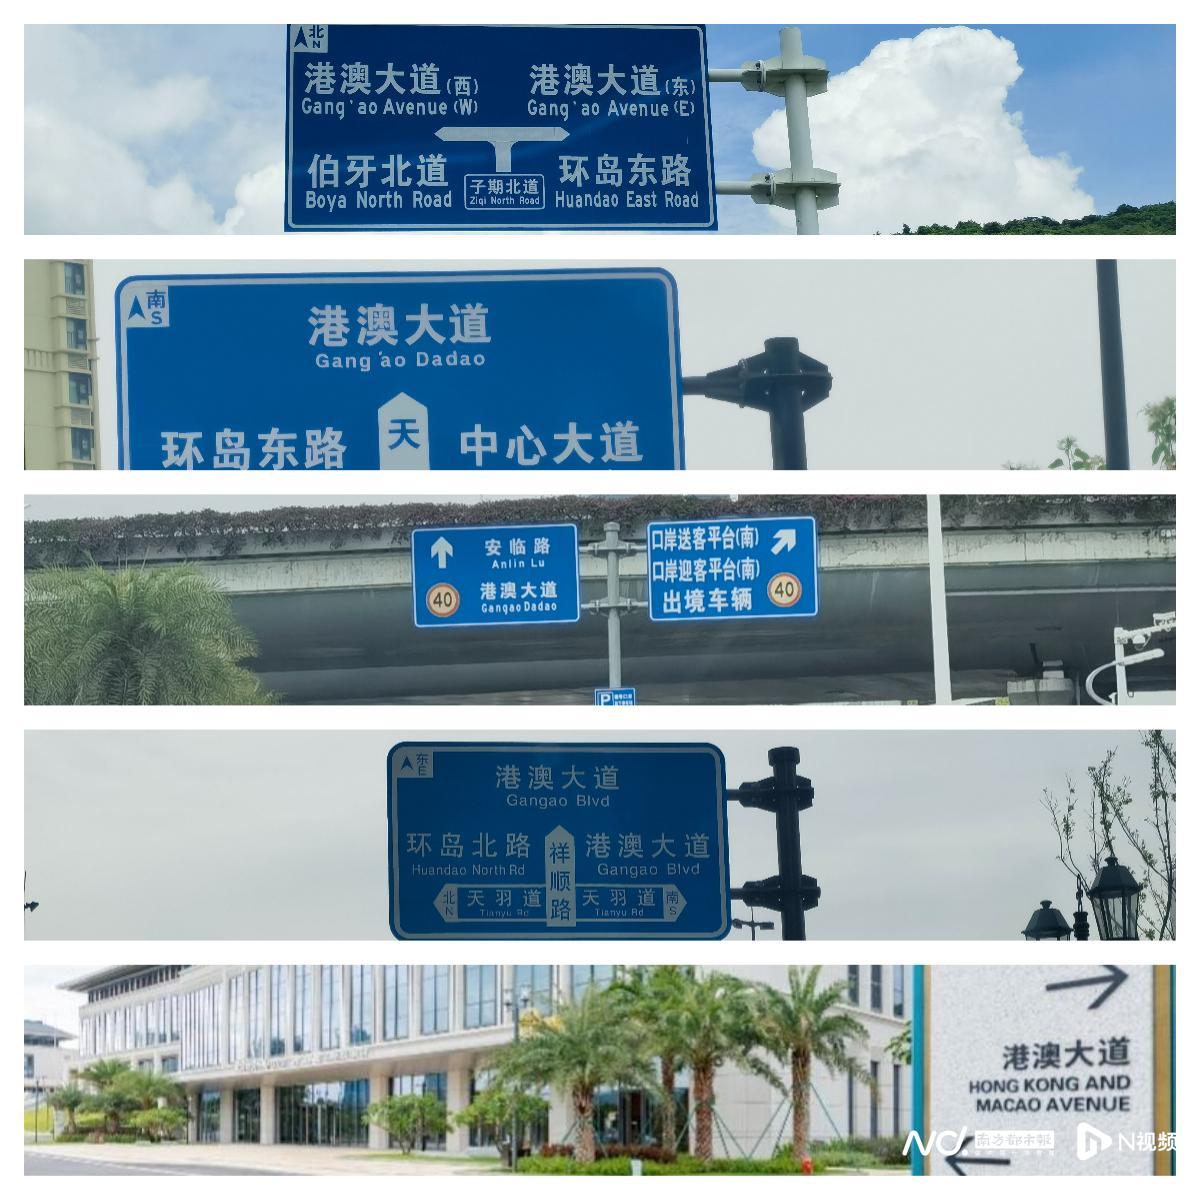 北
N
港澳大道(西) 港澳大道(东)
Gang'ao Avenue (W) Gang'ao Avenue (E)
伯牙北道 子期北道 环岛东路
Boya North Road Ziqi North Road Huandao East Road
南
S
港澳大道
Gang'ao Dadao
环岛东路 天 中心大道
安临路
Anlin Lu
40 港澳大道
Gangao Dadao
口岸送客平台(南)
口岸迎客平台(南)
出境车辆 40
P
东
E
港澳大道
Gangao Blvd
环岛北路 祥顺路 港澳大道
Huandao North Rd Gangao Blvd
北 天羽道 天羽道 南
N Tianyu Rd Tianyu Rd S
港澳大道
HONG KONG AND
MACAO AVENUE
南方都市报 N视频